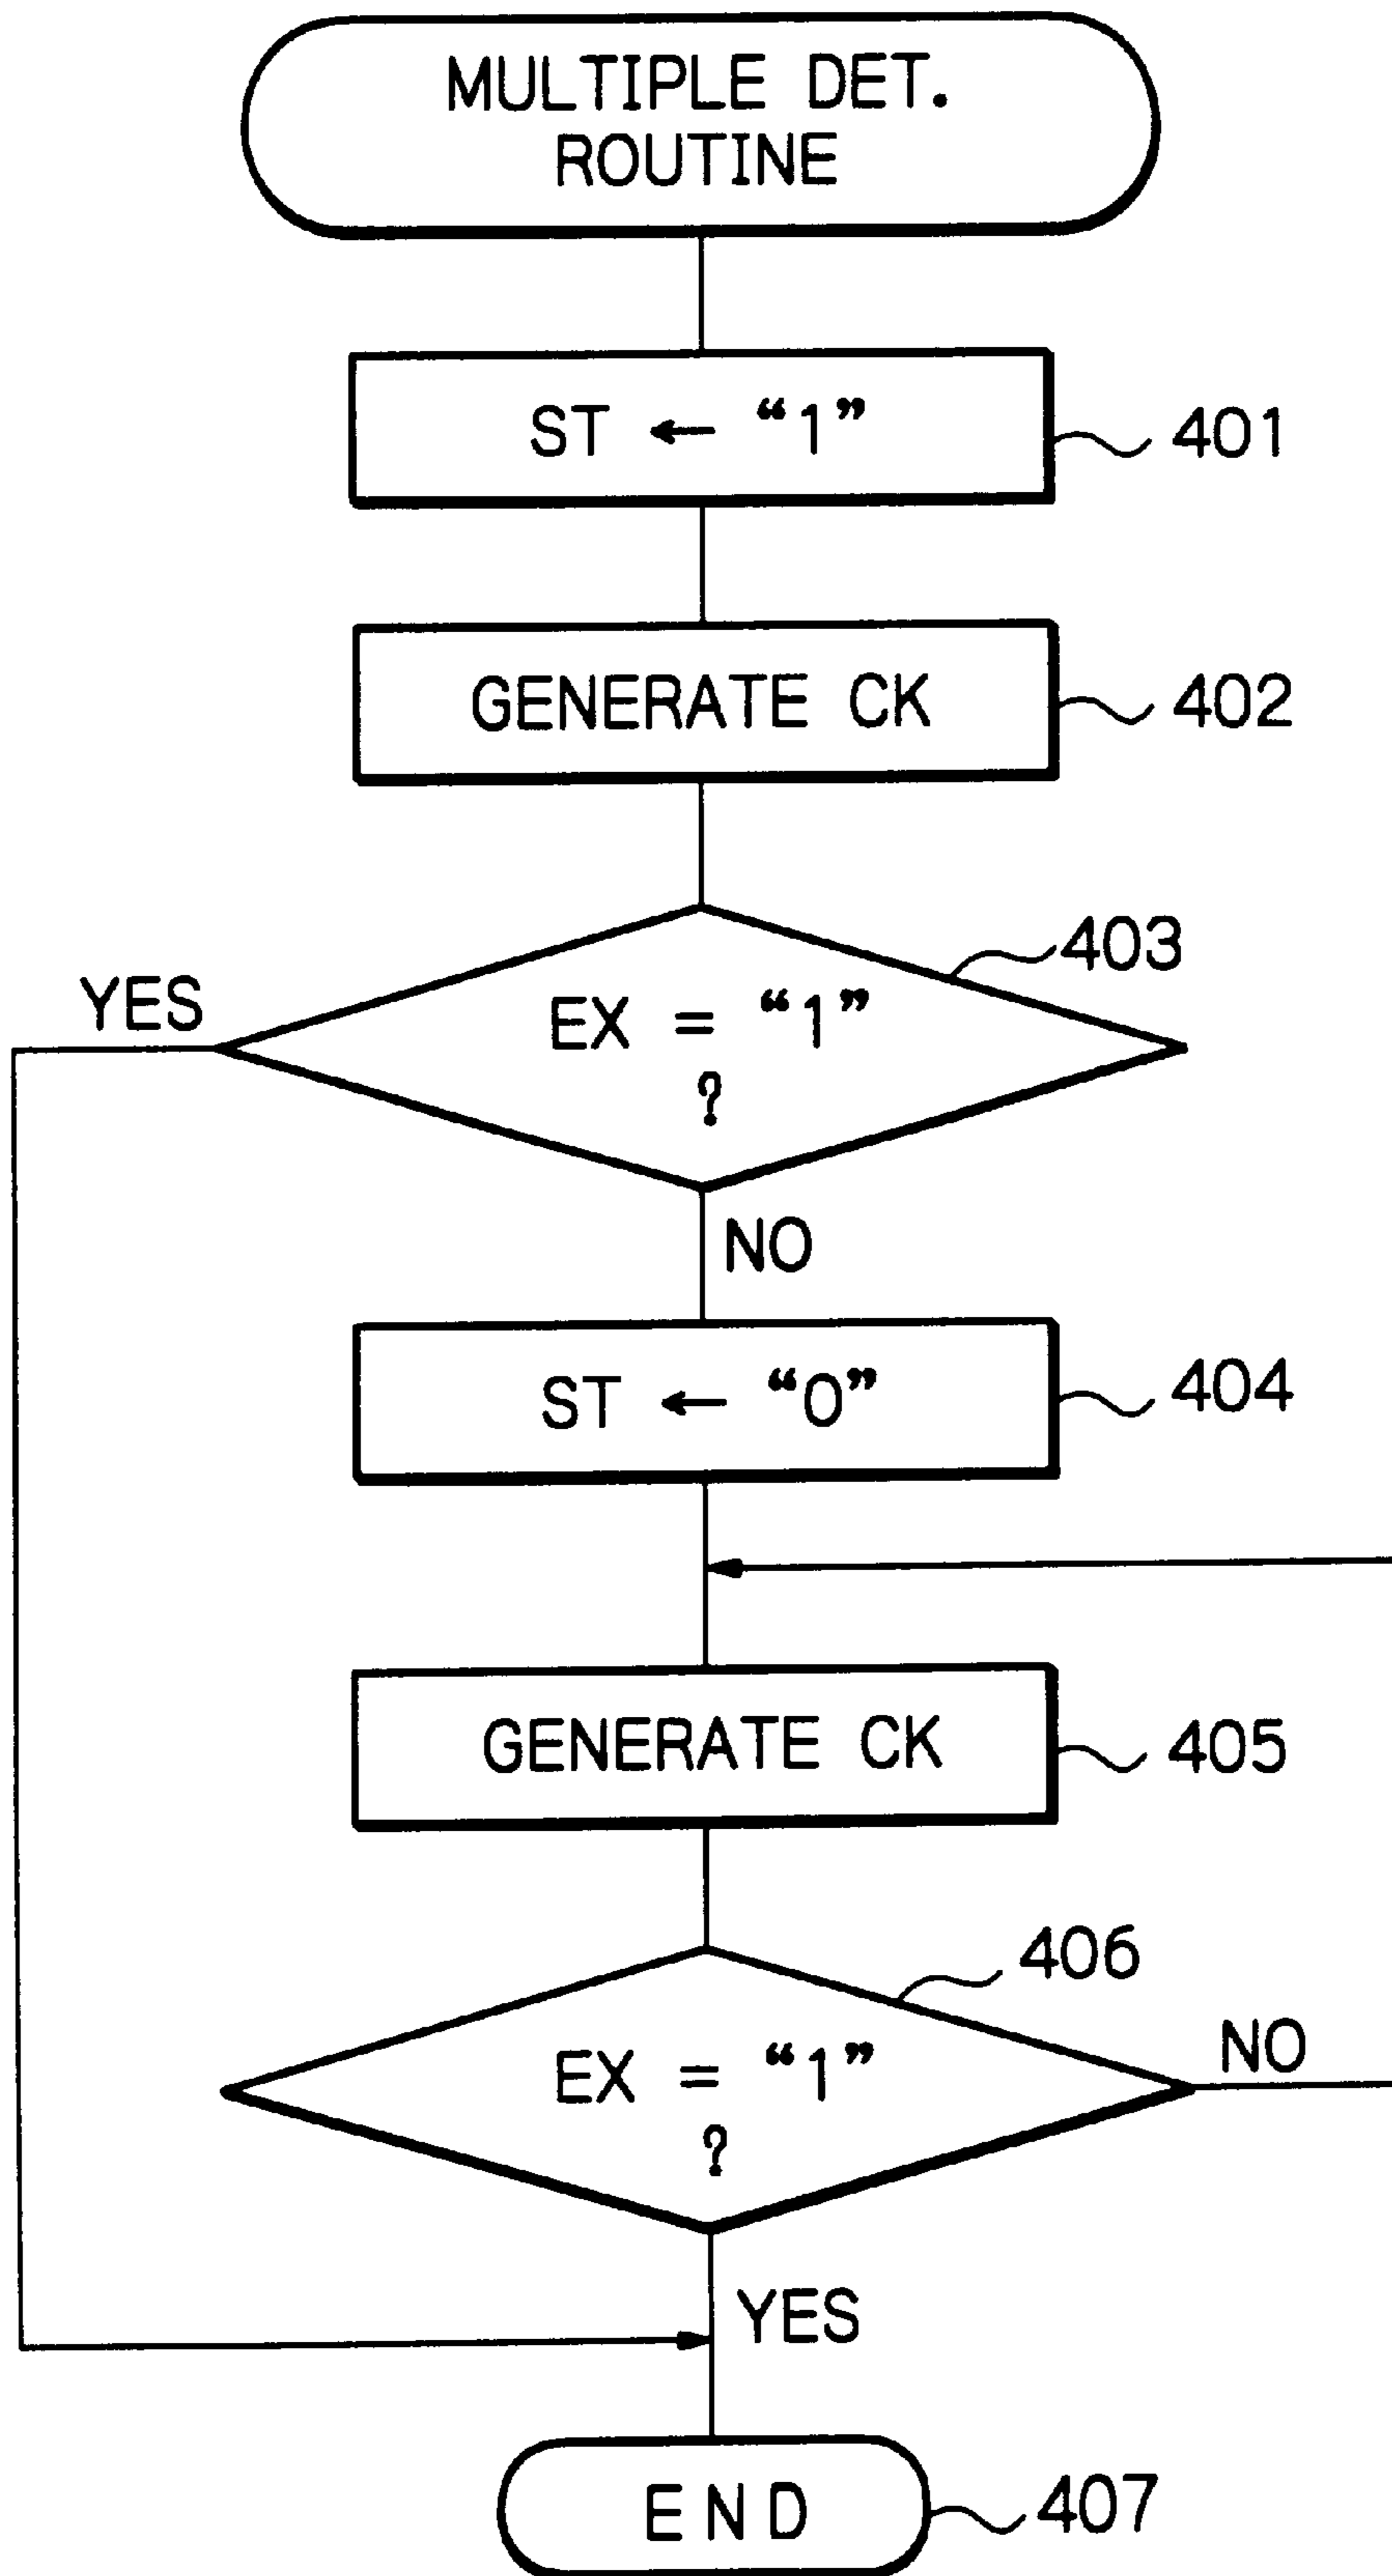 MULTIPLE DET.
ROUTINE
ST ← “1”
401
GENERATE CK
402
403
YES
EX = “1”
?
NO
ST ← “0”
404
GENERATE CK
405
406
EX = “1”
?
NO
YES
END
407